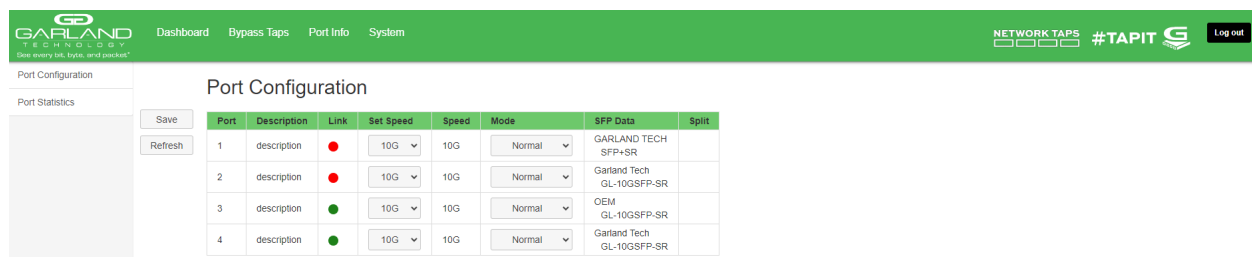 GARLAND
TECHNOLOGY
See every bit, byte, and packet®
Dashboard Bypass Taps Port Info System
NETWORK TAPS
#TAPIT
Log out
Port Configuration
Port Statistics
Port Configuration
Save
Refresh
Port Description Link Set Speed Speed Mode SFP Data Split
1 description 10G 10G Normal GARLAND TECH
SFP+SR
2 description 10G 10G Normal Garland Tech
GL-10GSFP-SR
3 description 10G 10G Normal OEM
GL-10GSFP-SR
4 description 10G 10G Normal Garland Tech
GL-10GSFP-SR